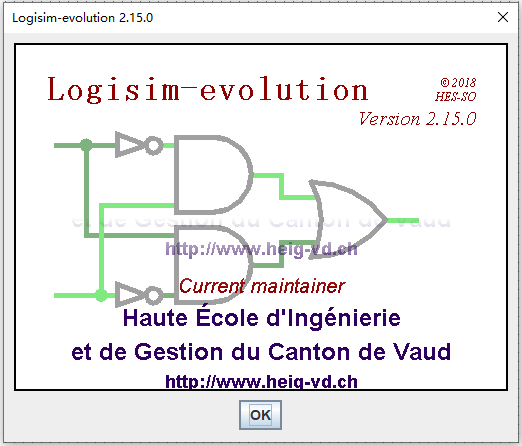 Logisim-evolution 2.15.0
Logisim-evolution
© 2018
HES-SO
Version 2.15.0
et de Gestion du Canton de Vaud
http://www.heig-vd.ch
Current maintainer
Haute École d'Ingénierie
et de Gestion du Canton de Vaud
http://www.heig-vd.ch
OK